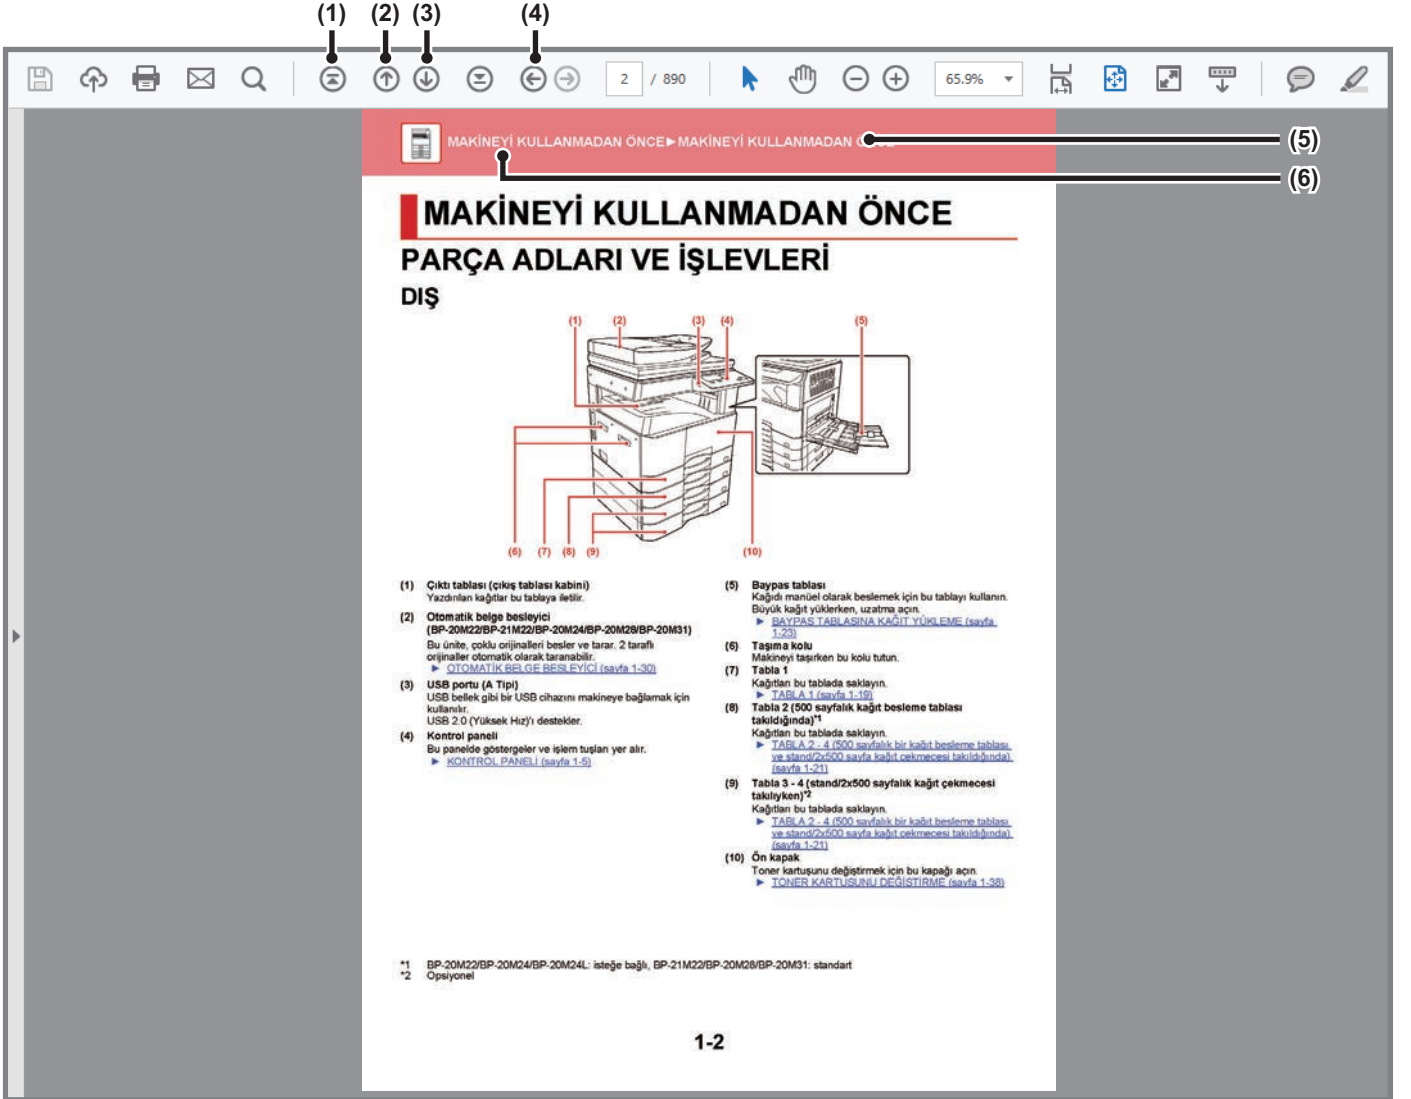 (1) (2) (3) (4)
2 / 890 65.9%
MAKİNEYİ KULLANMADAN ÖNCE►MAKİNEYİ KULLANMADAN
(5)
(6)
MAKİNEYİ KULLANMADAN ÖNCE
PARÇA ADLARI VE İŞLEVLERİ
DIŞ
(1) (2) (3) (4) (5)
(6) (7) (8) (9) (10)
(1) Çıktı tablası (çıkış tablası kabini)
Yazdırılan kağıtlar bu tablaya iletilir.
(2) Otomatik belge besleyici
(BP-20M22/BP-21M22/BP-20M24/BP-20M28/BP-20M31)
Bu ünite, çoklu orijinalleri besler ve tarar. 2 taraflı
orijinaller otomatik olarak taranabilir.
► OTOMATİK BELGE BESLEYİCİ (sayfa 1-30)
(3) USB portu (A Tipi)
USB bellek gibi bir USB cihazını makineye bağlamak için
kullanılır.
USB 2.0 (Yüksek Hız)'ı destekler.
(4) Kontrol paneli
Bu panelde göstergeler ve işlem tuşları yer alır.
► KONTROL PANELİ (sayfa 1-5)
(5) Baypas tablası
Kağıdı manüel olarak beslemek için bu tablayı kullanın.
Büyük kağıt yüklerken, uzatma açın.
► BAYPAS TABLASINA KAĞIT YÜKLEME (sayfa
1-23)
(6) Taşıma kolu
Makineyi taşırken bu kolu tutun.
(7) Tabla 1
Kağıtları bu tablada saklayın.
► TABLA 1 (sayfa 1-19)
(8) Tabla 2 (500 sayfalık kağıt besleme tablası
takıldığında)*1
Kağıtları bu tablada saklayın.
► TABLA 2 - 4 (500 sayfalık bir kağıt besleme tablası
ve stand/2x500 sayfa kağıt çekmecesi takıldığında)
(sayfa 1-21)
(9) Tabla 3 - 4 (stand/2x500 sayfalık kağıt çekmecesi
takılıyken)*2
Kağıtları bu tablada saklayın.
► TABLA 2 - 4 (500 sayfalık bir kağıt besleme tablası
ve stand/2x500 sayfa kağıt çekmecesi takıldığında)
(sayfa 1-21)
(10) Ön kapak
Toner kartuşunu değiştirmek için bu kapağı açın.
► TONER KARTUŞUNU DEĞİŞTİRME (sayfa 1-38)
*1 BP-20M22/BP-20M24/BP-20M24L: isteğe bağlı, BP-21M22/BP-20M28/BP-20M31: standart
*2 Opsiyonel
1-2